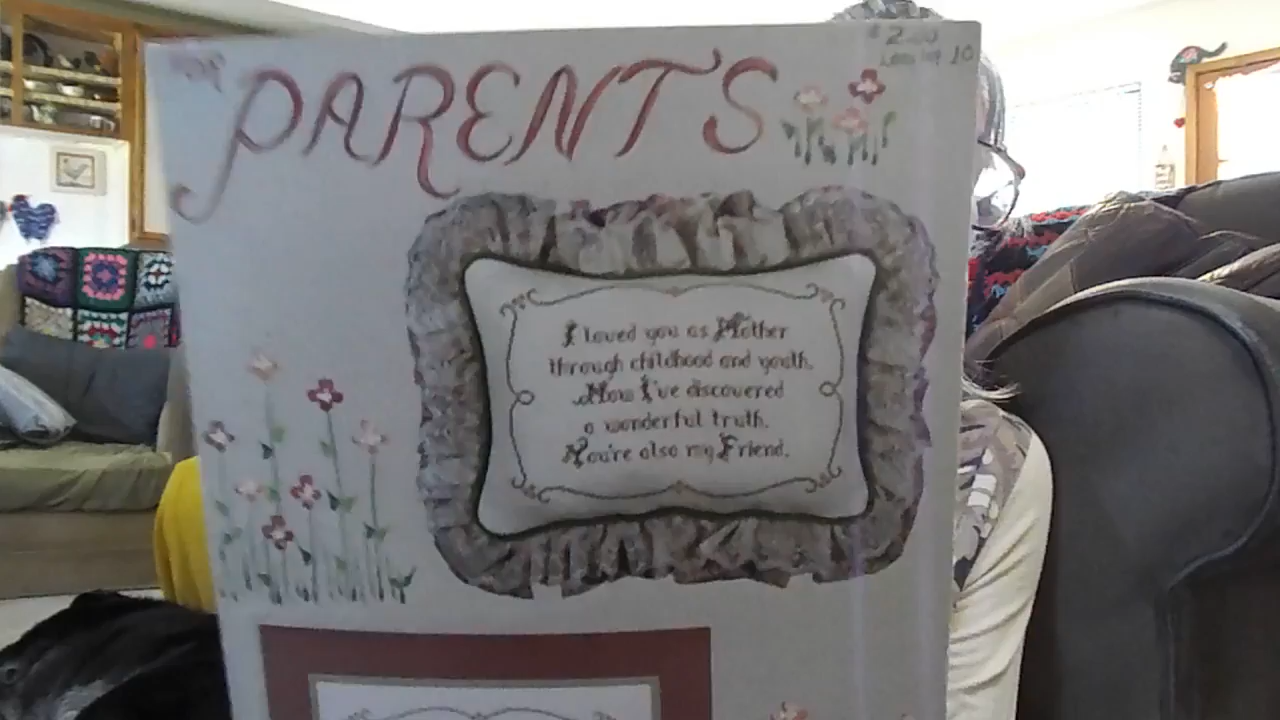 FOR
PARENTS
I loved you as Mother
through childhood and youth.
Now I've discovered
a wonderful truth.
You're also my Friend.